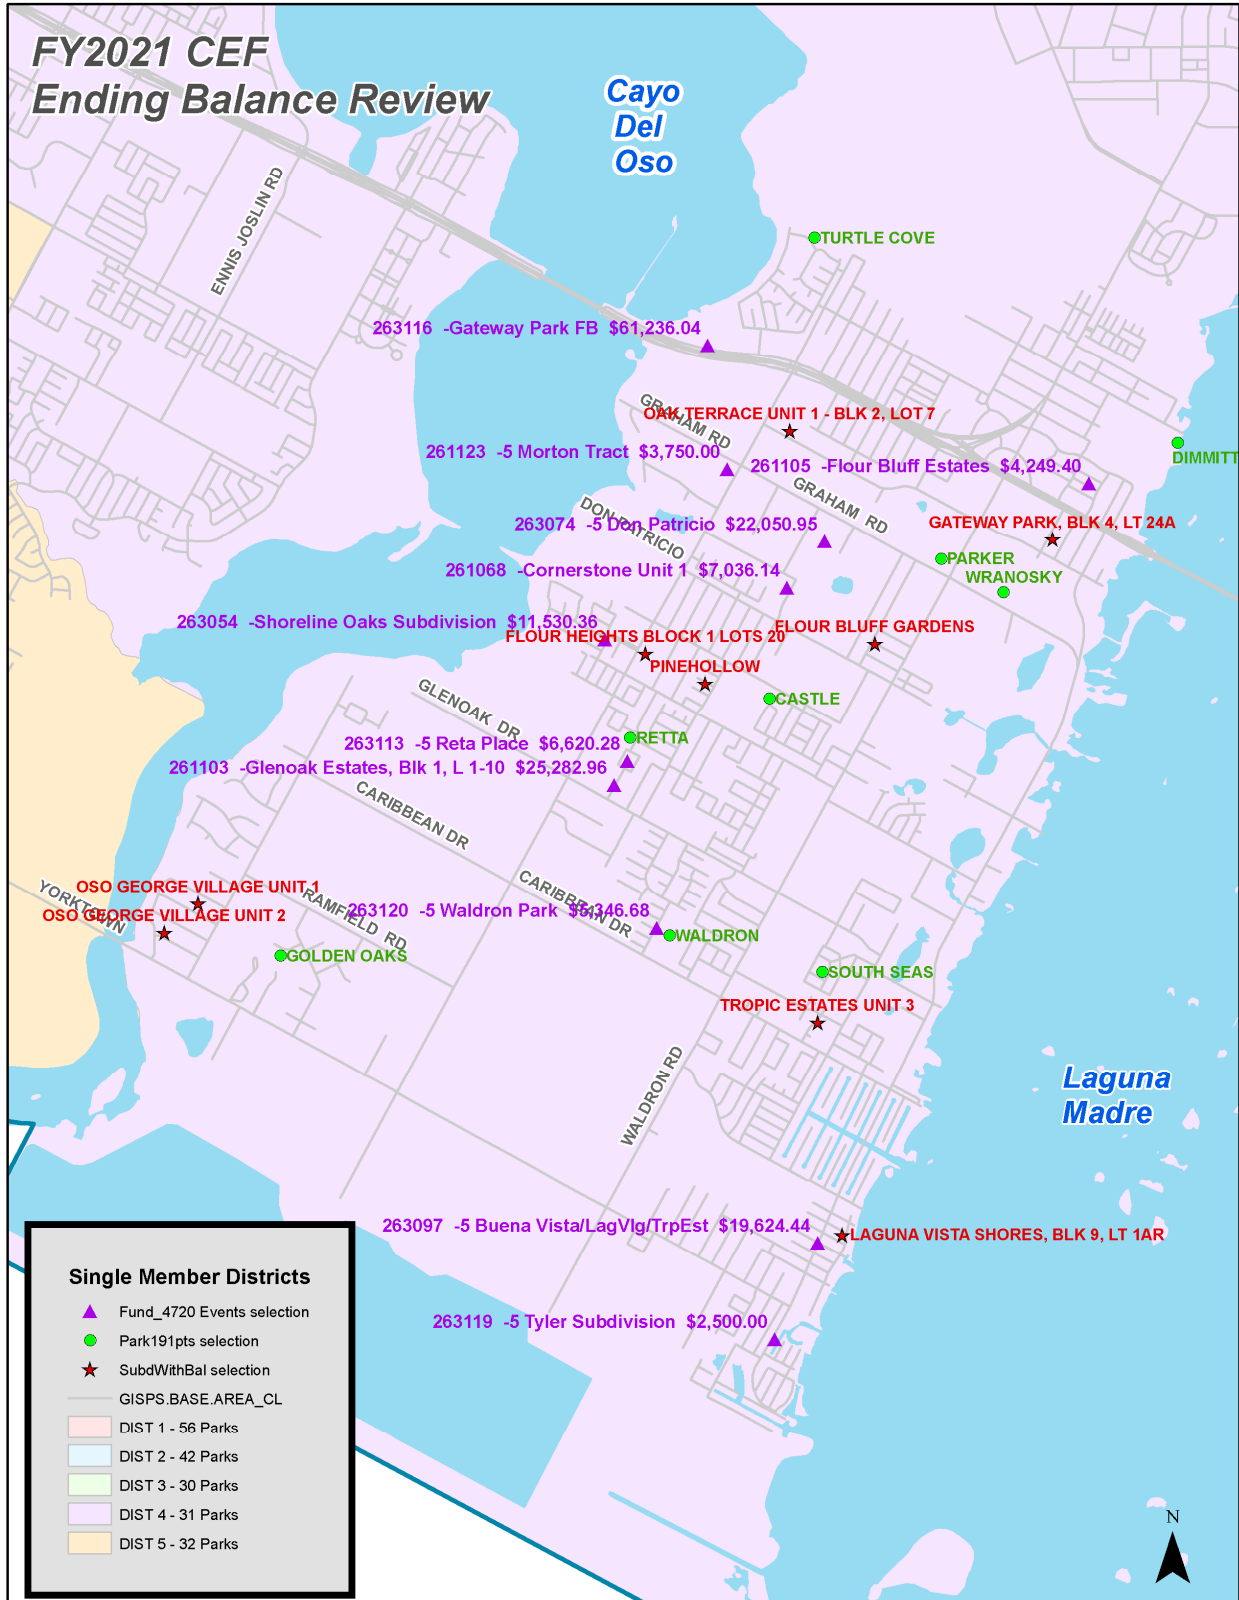 FY2021 CEF
Ending Balance Review
Cayo
Del
Oso
ENNIS JOSLIN RD
TURTLE COVE
263116 -Gateway Park FB $61,236.04
GRAHAM RD
OAK TERRACE UNIT 1 - BLK 2, LOT 7
261123 -5 Morton Tract $3,750.00
261105 -Flour Bluff Estates $4,249.40
DIMMITT
GRAHAM RD
DON PATRICIO
263074 -5 Don Patricio $22,050.95
GATEWAY PARK, BLK 4, LT 24A
PARKER
WRANOSKY
261068 -Cornerstone Unit 1 $7,036.14
263054 -Shoreline Oaks Subdivision $11,530.36
FLOUR HEIGHTS BLOCK 1 LOTS 20
FLOUR BLUFF GARDENS
PINEHOLLOW
CASTLE
GLENOAK DR
RETTA
263113 -5 Reta Place $6,620.28
261103 -Glenoak Estates, Blk 1, L 1-10 $25,282.96
CARIBBEAN DR
CARIBBEAN DR
YORKTOWN
OSO GEORGE VILLAGE UNIT 1
OSO GEORGE VILLAGE UNIT 2
RAMFIELD RD
263120 -5 Waldron Park $5,346.68
WALDRON
GOLDEN OAKS
SOUTH SEAS
TROPIC ESTATES UNIT 3
WALDRON RD
Laguna
Madre
263097 -5 Buena Vista/LagVlg/TrpEst $19,624.44
LAGUNA VISTA SHORES, BLK 9, LT 1AR
263119 -5 Tyler Subdivision $2,500.00
Single Member Districts
Fund_4720 Events selection
Park191pts selection
SubdWithBal selection
GISPS.BASE.AREA_CL
DIST 1 - 56 Parks
DIST 2 - 42 Parks
DIST 3 - 30 Parks
DIST 4 - 31 Parks
DIST 5 - 32 Parks
N